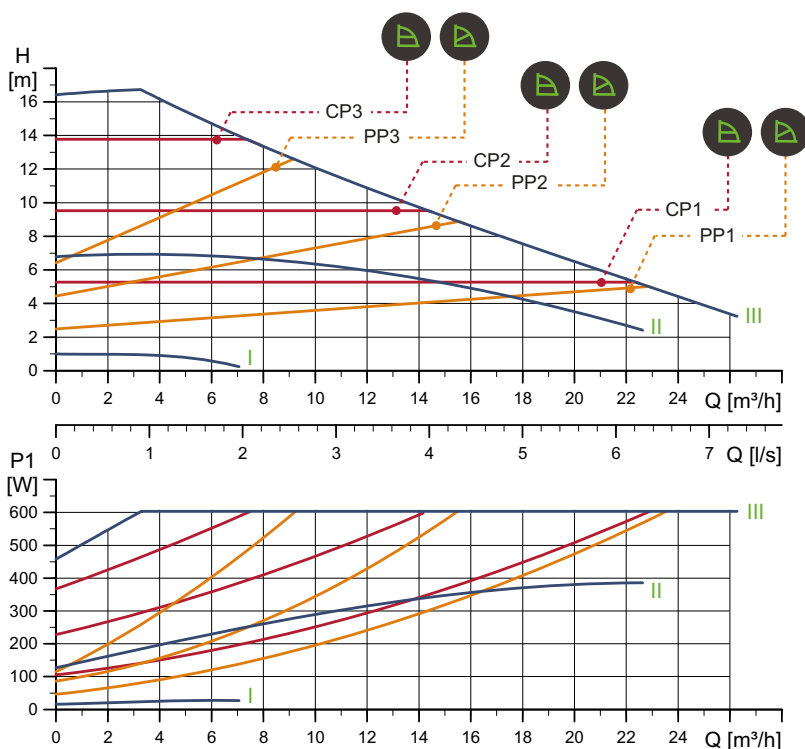 H
[m]
16
14
12
10
8
6
4
2
0
CP3
PP3
CP2
PP2
CP1
PP1
III
II
I
0 2 4 6 8 10 12 14 16 18 20 22 24
Q [m³/h]
0 1 2 3 4 5 6 7
Q [l/s]
P1
[W]
600
500
400
300
200
100
0
III
II
I
0 2 4 6 8 10 12 14 16 18 20 22 24
Q [m³/h]